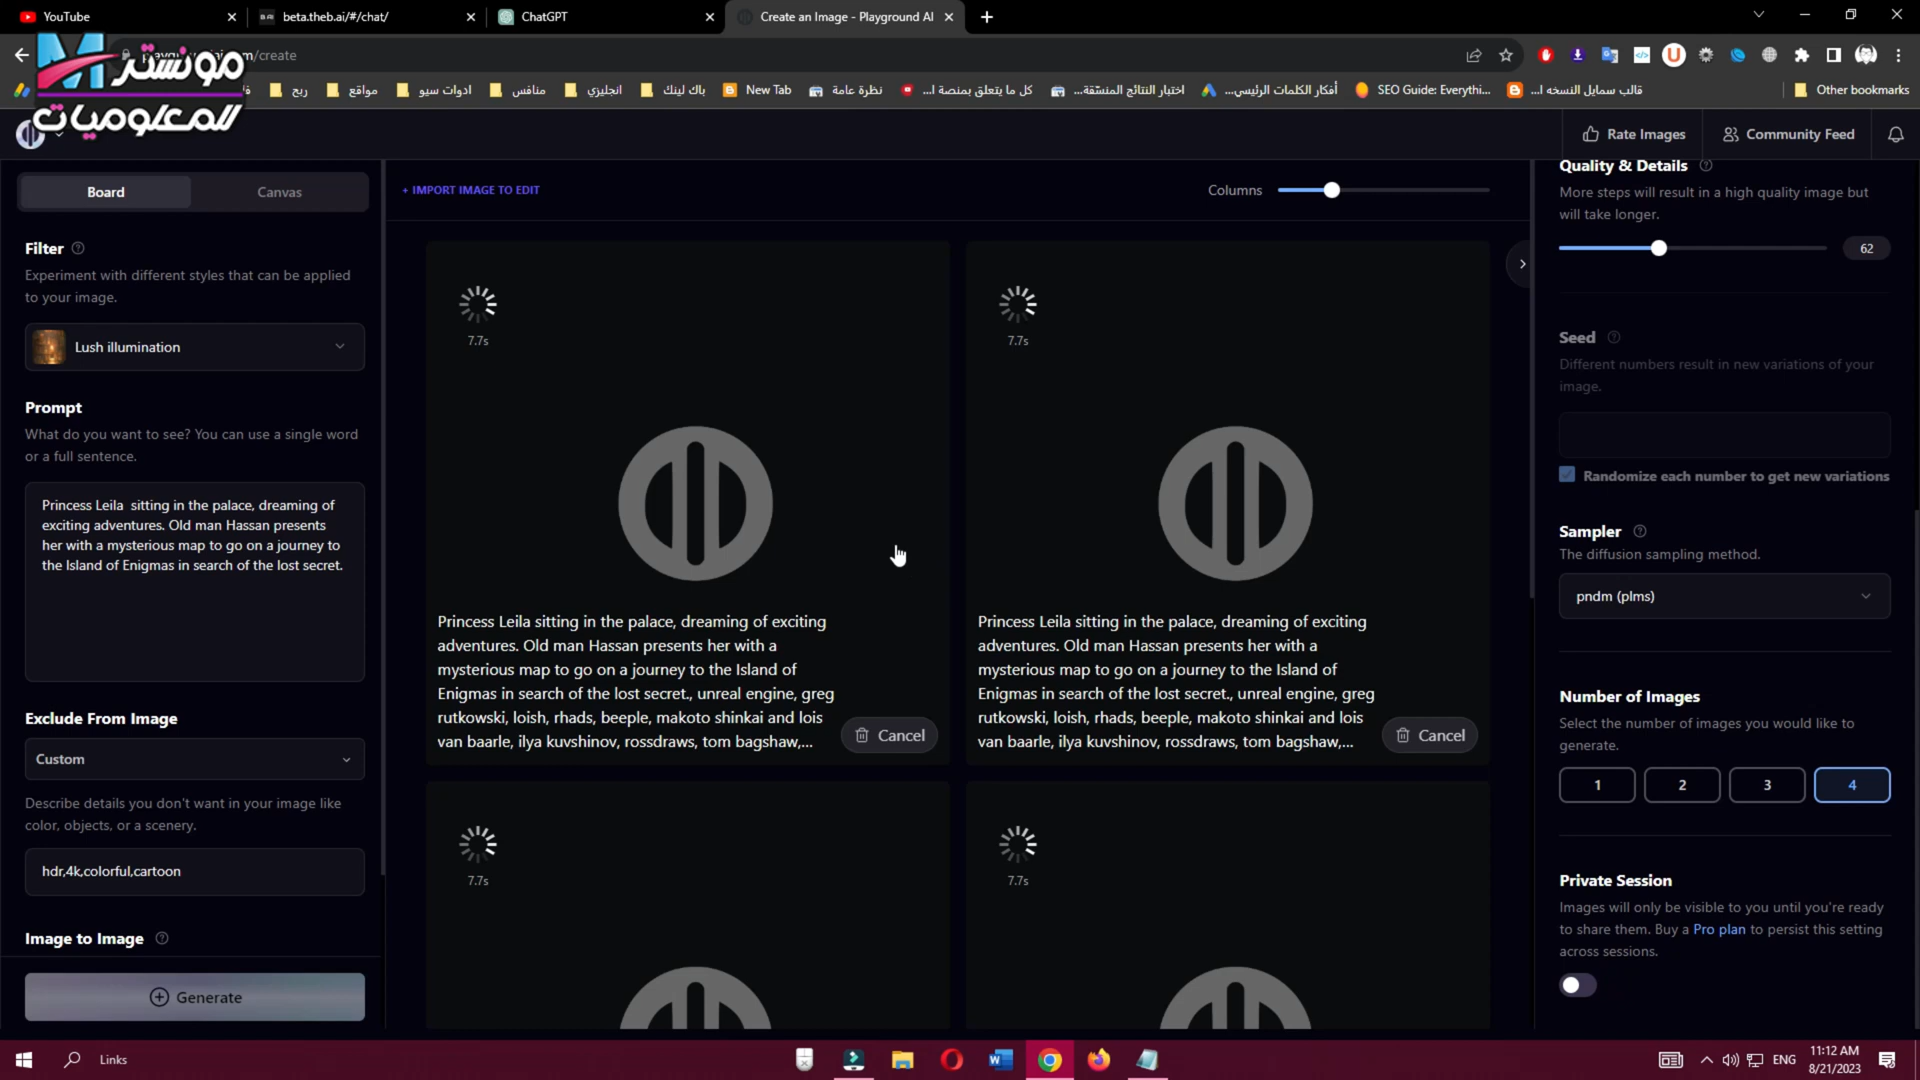 YouTube
beta.theb.ai/#/chat/
ChatGPT
Create an Image - Playground AI
/create
مونستر
المعلوميات
ربح
مواقع
ادوات سيو
منافس
انجليزي
باك لينك
New Tab
نظرة عامة
كل ما يتعلق بمنصة ا...
اختبار النتائج المنسّقة...
أفكار الكلمات الرئيسي...
SEO Guide: Everythi...
قالب سمايل النسخه ا...
Other bookmarks
Rate Images
Community Feed
Board
Canvas
+ IMPORT IMAGE TO EDIT
Columns
Filter
Experiment with different styles that can be applied
to your image.
Lush illumination
Prompt
What do you want to see? You can use a single word
or a full sentence.
Princess Leila sitting in the palace, dreaming of
exciting adventures. Old man Hassan presents
her with a mysterious map to go on a journey to
the Island of Enigmas in search of the lost secret.
Exclude From Image
Custom
Describe details you don't want in your image like
color, objects, or a scenery.
hdr,4k,colorful,cartoon
Image to Image
Generate
7.7s
Princess Leila sitting in the palace, dreaming of exciting
adventures. Old man Hassan presents her with a
mysterious map to go on a journey to the Island of
Enigmas in search of the lost secret., unreal engine, greg
rutkowski, loish, rhads, beeple, makoto shinkai and lois
van baarle, ilya kuvshinov, rossdraws, tom bagshaw,...
Cancel
7.7s
Princess Leila sitting in the palace, dreaming of exciting
adventures. Old man Hassan presents her with a
mysterious map to go on a journey to the Island of
Enigmas in search of the lost secret., unreal engine, greg
rutkowski, loish, rhads, beeple, makoto shinkai and lois
van baarle, ilya kuvshinov, rossdraws, tom bagshaw,...
Cancel
7.7s
7.7s
Quality & Details
More steps will result in a high quality image but
will take longer.
62
Seed
Different numbers result in new variations of your
image.
Randomize each number to get new variations
Sampler
The diffusion sampling method.
pndm (plms)
Number of Images
Select the number of images you would like to
generate.
1
2
3
4
Private Session
Images will only be visible to you until you're ready
to share them. Buy a Pro plan to persist this setting
across sessions.
Links
ENG
11:12 AM
8/21/2023